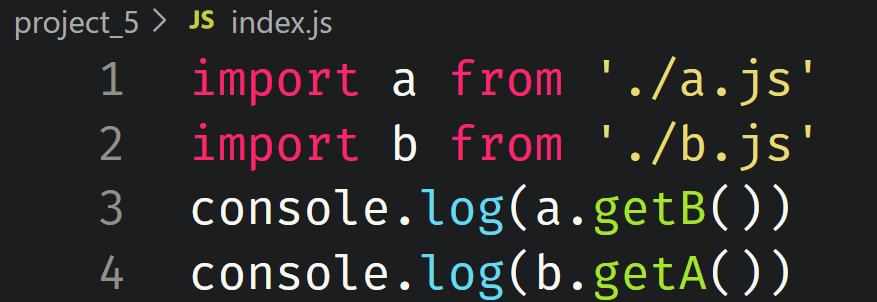 project_5 > JS index.js
1 import a from './a.js'
2 import b from './b.js'
3 console.log(a.getB())
4 console.log(b.getA())